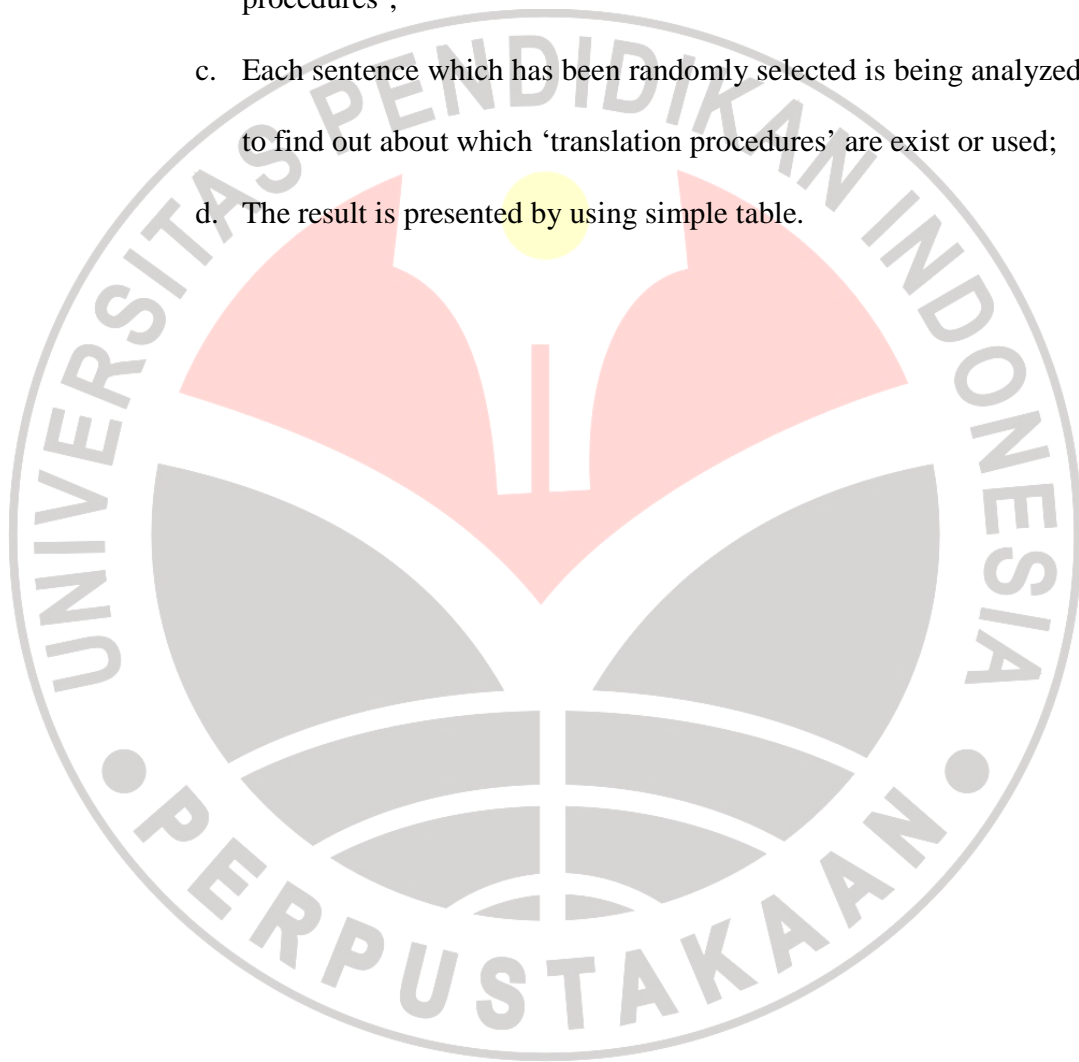 procedures’;
c. Each sentence which has been randomly selected is being analyzed
to find out about which ‘translation procedures’ are exist or used;
d. The result is presented by using simple table.
UNIVERSITAS PENDIDIKAN INDONESIA
PERPUSTAKAAN